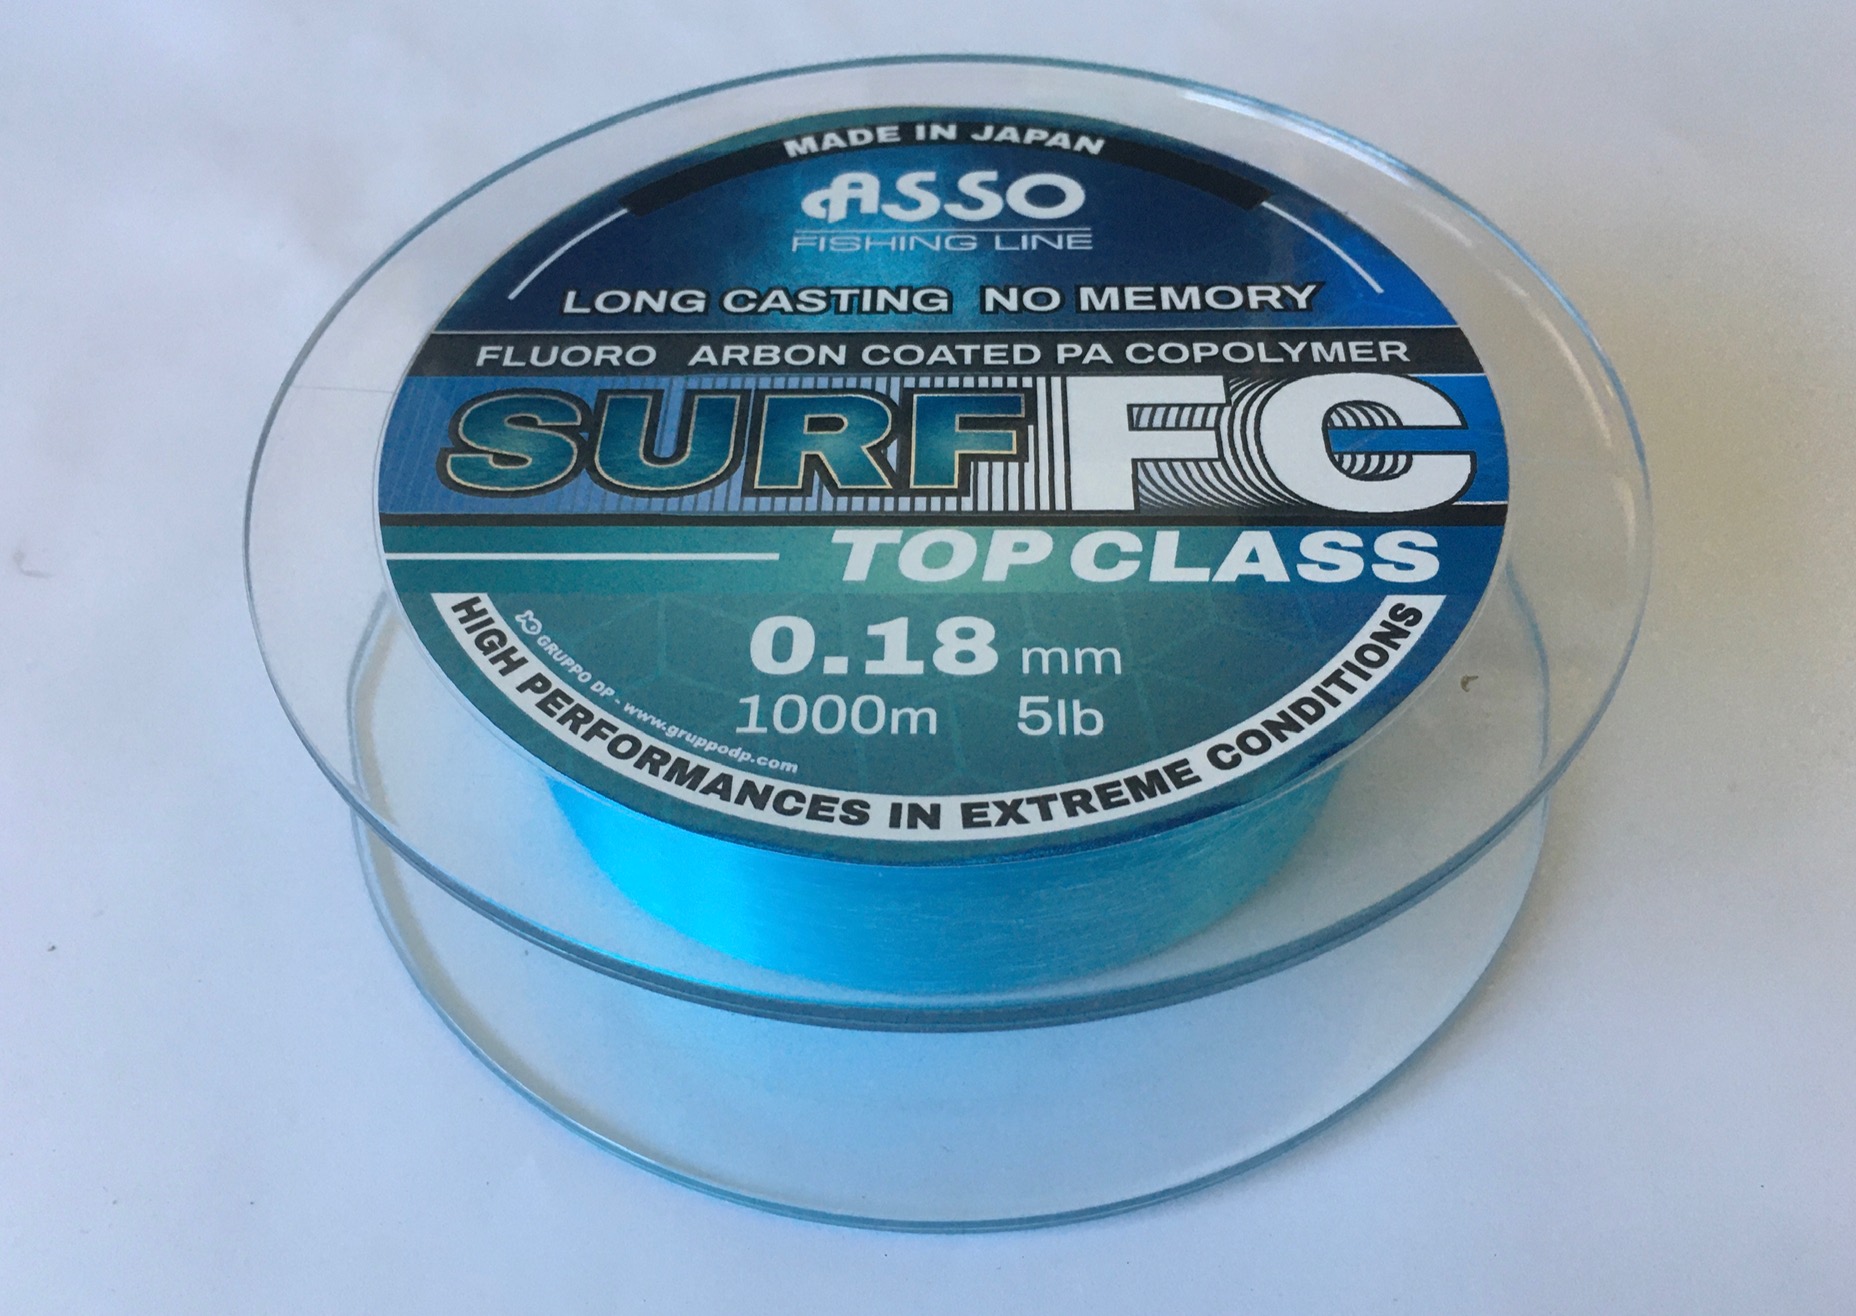 MADE IN JAPAN
ASSO
FISHING LINE
LONG CASTING NO MEMORY
FLUORO ARBON COATED PA COPOLYMER
SURF FC
TOP CLASS
0.18 mm
1000m 5lb
GRUPPO DP - www.gruppodp.com
HIGH PERFORMANCES IN EXTREME CONDITIONS